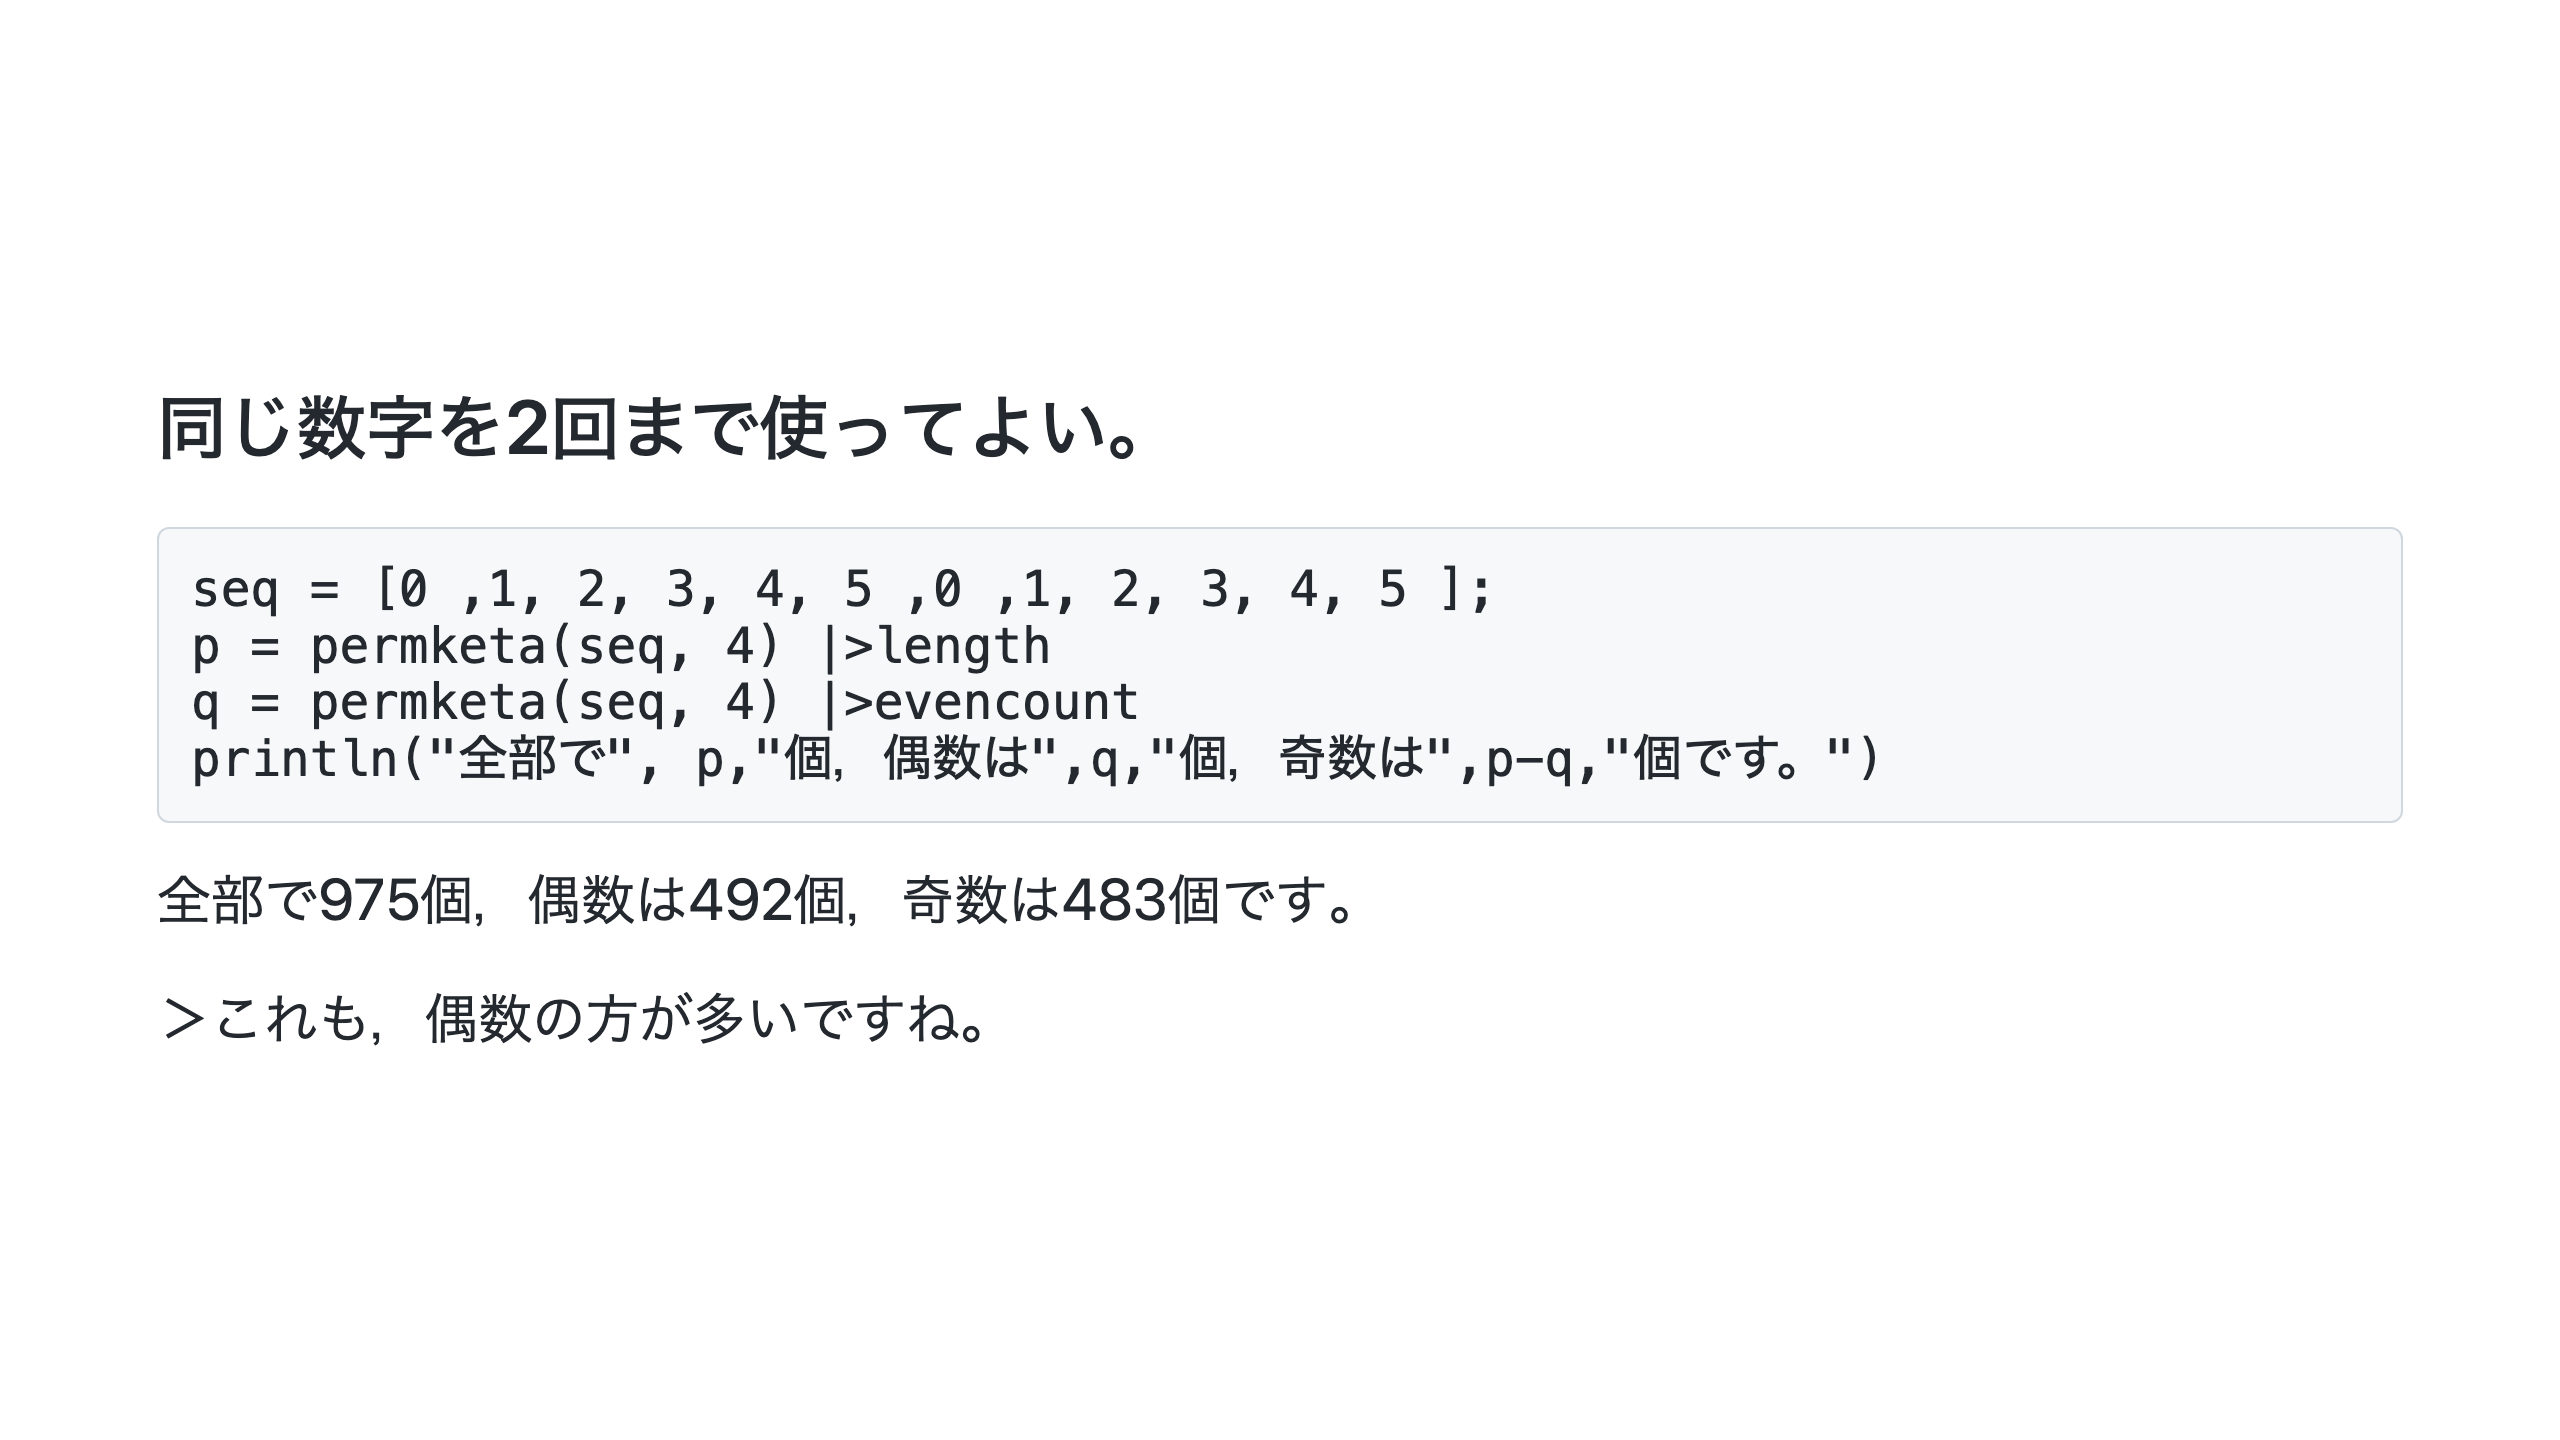 同じ数字を2回まで使ってよい。
seq = [0 ,1, 2, 3, 4, 5 ,0 ,1, 2, 3, 4, 5 ];
p = permketa(seq, 4) |>length
q = permketa(seq, 4) |>evencount
println("全部で", p,"個，偶数は",q,"個，奇数は",p-q,"個です。")
全部で975個，偶数は492個，奇数は483個です。
＞これも，偶数の方が多いですね。